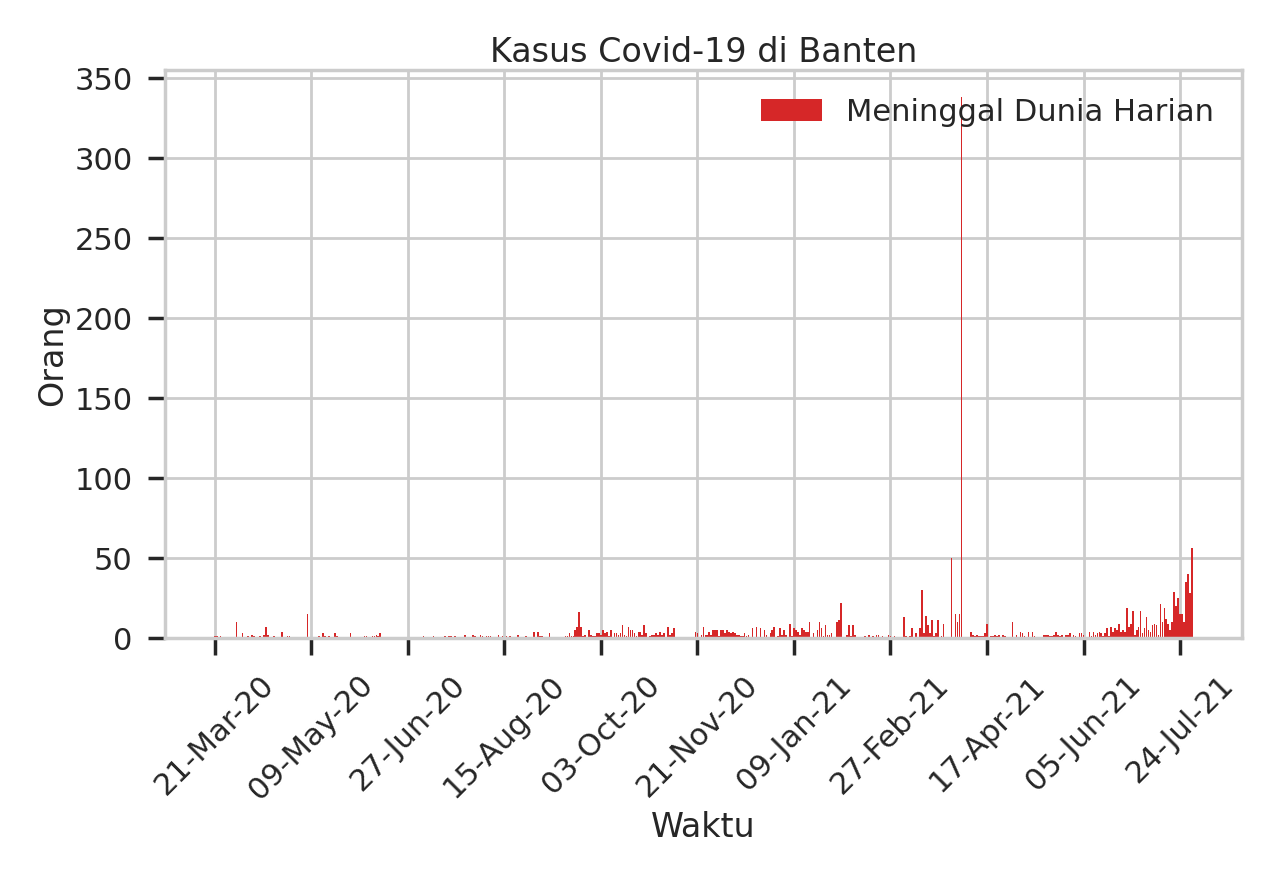 Kasus Covid-19 di Banten
Meninggal Dunia Harian
Orang
350
300
250
200
150
100
50
0
21-Mar-20
09-May-20
27-Jun-20
15-Aug-20
03-Oct-20
21-Nov-20
09-Jan-21
27-Feb-21
17-Apr-21
05-Jun-21
24-Jul-21
Waktu